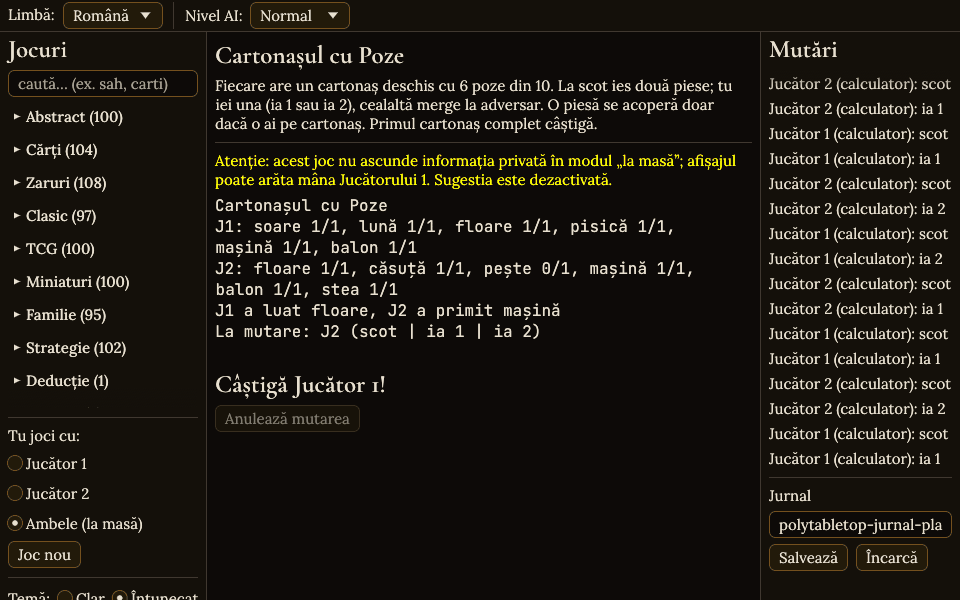 Limbă: Română ▼ Nivel AI: Normal ▼
Jocuri
caută... (ex. sah, carti)
▸ Abstract (100)
▸ Cărți (104)
▸ Zaruri (108)
▸ Clasic (97)
▸ TCG (100)
▸ Miniaturi (100)
▸ Familie (95)
▸ Strategie (102)
▸ Deducție (1)
Tu joci cu:
Jucător 1
Jucător 2
Ambele (la masă)
Joc nou
Temă: Clar Întunecat
Cartonașul cu Poze
Fiecare are un cartonaș deschis cu 6 poze din 10. La scot ies două piese; tu
iei una (ia 1 sau ia 2), cealaltă merge la adversar. O piesă se acoperă doar
dacă o ai pe cartonaș. Primul cartonaș complet câștigă.
Atenție: acest joc nu ascunde informația privată în modul „la masă”; afișajul
poate arăta mâna Jucătorului 1. Sugestia este dezactivată.
Cartonașul cu Poze
J1: soare 1/1, lună 1/1, floare 1/1, pisică 1/1,
mașină 1/1, balon 1/1
J2: floare 1/1, căsuță 1/1, pește 0/1, mașină 1/1,
balon 1/1, stea 1/1
J1 a luat floare, J2 a primit mașină
La mutare: J2 (scot | ia 1 | ia 2)
Câștigă Jucător 1!
Anulează mutarea
Mutări
Jucător 2 (calculator): scot
Jucător 2 (calculator): ia 1
Jucător 1 (calculator): scot
Jucător 1 (calculator): ia 1
Jucător 2 (calculator): scot
Jucător 2 (calculator): ia 2
Jucător 1 (calculator): scot
Jucător 1 (calculator): ia 2
Jucător 2 (calculator): scot
Jucător 2 (calculator): ia 1
Jucător 1 (calculator): scot
Jucător 1 (calculator): ia 1
Jucător 2 (calculator): scot
Jucător 2 (calculator): ia 2
Jucător 1 (calculator): scot
Jucător 1 (calculator): ia 1
Jurnal
polytabletop-jurnal-pla
Salvează Încarcă